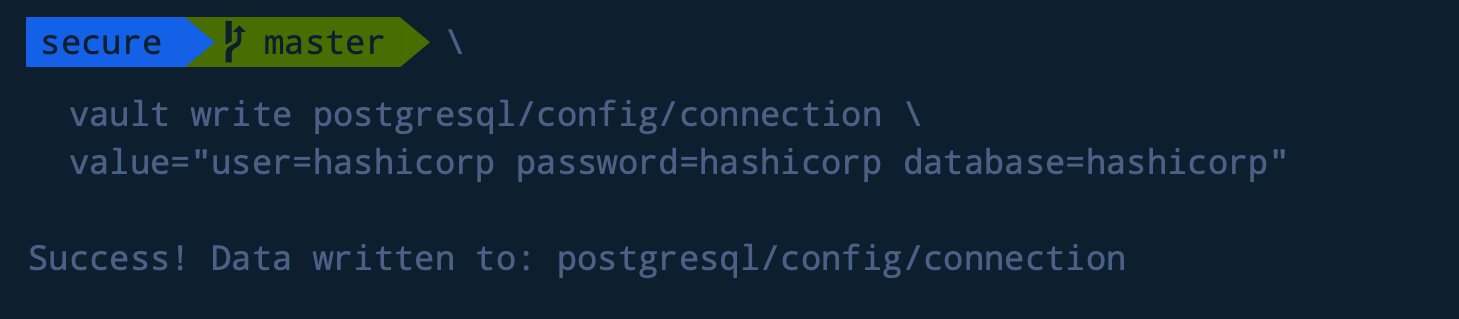 secure master \
vault write postgresql/config/connection \
value="user=hashicorp password=hashicorp database=hashicorp"
Success! Data written to: postgresql/config/connection